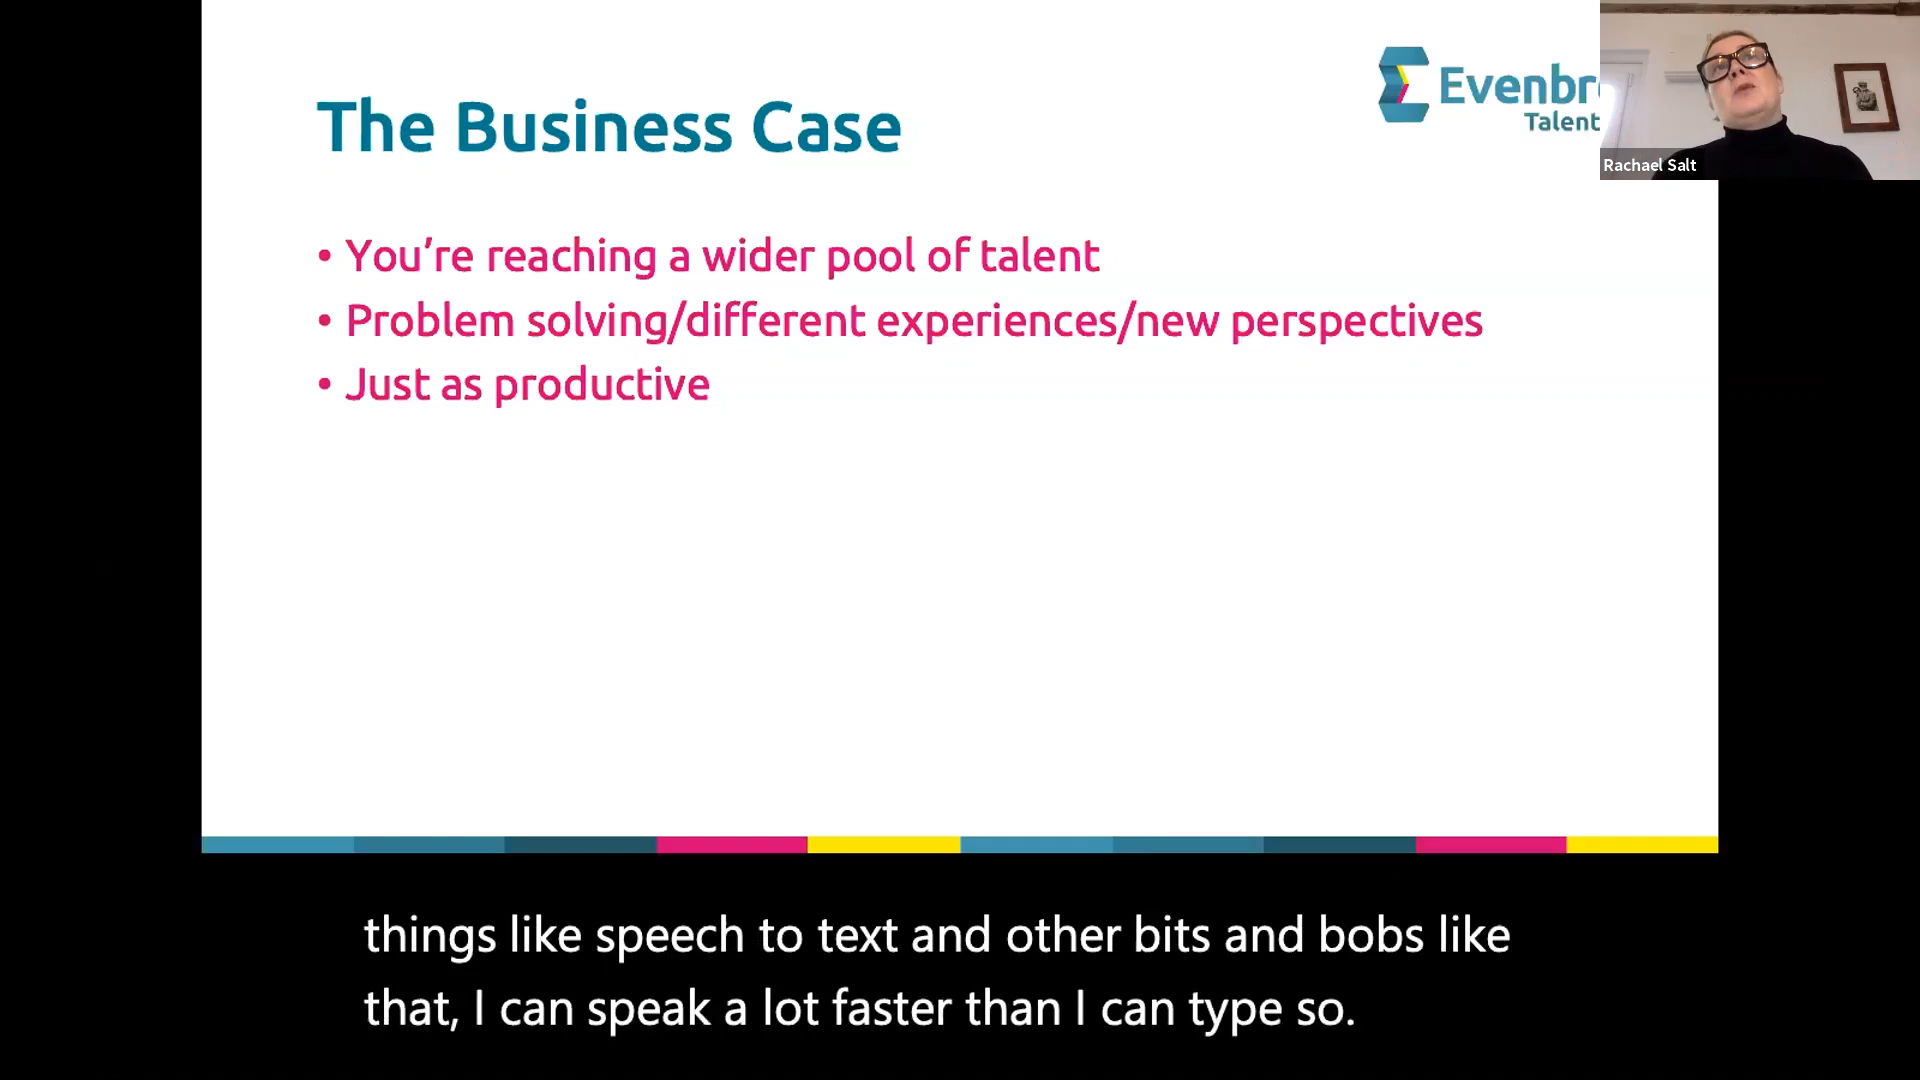 The Business Case
Evenbr
Talent
Rachael Salt
• You’re reaching a wider pool of talent
• Problem solving/different experiences/new perspectives
• Just as productive
things like speech to text and other bits and bobs like
that, I can speak a lot faster than I can type so.